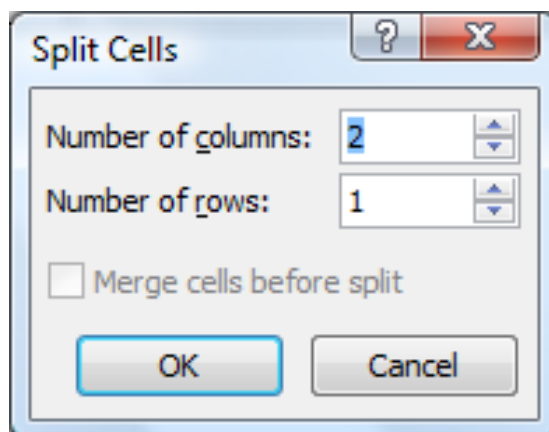 Split Cells
Number of columns: 2
Number of rows: 1
Merge cells before split
OK Cancel